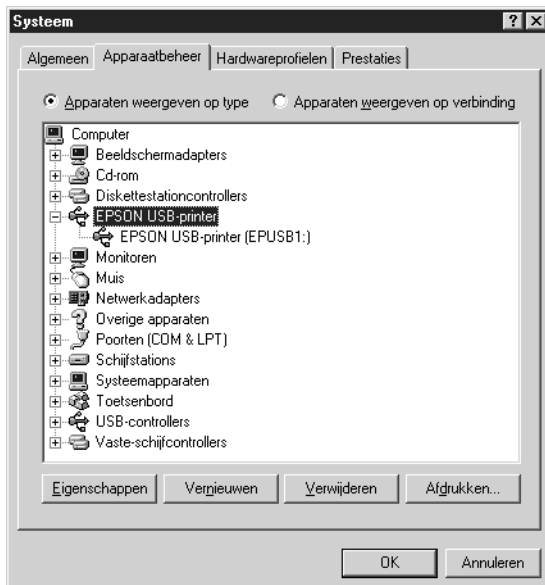 Systeem
Algemeen Apparaatbeheer Hardwareprofielen Prestaties
Apparaten weergeven op type Apparaten weergeven op verbinding
Computer
Beeldschermadapters
Cd-rom
Diskettestationcontrollers
EPSON USB-printer
EPSON USB-printer (EPUSB1:)
Monitoren
Muis
Netwerkadapters
Overige apparaten
Poorten (COM & LPT)
Schijfstations
Systeemapparaten
Toetsenbord
USB-controllers
Vaste-schijfcontrollers
Eigenschappen Vernieuwen Verwijderen Afdrukken...
OK Annuleren